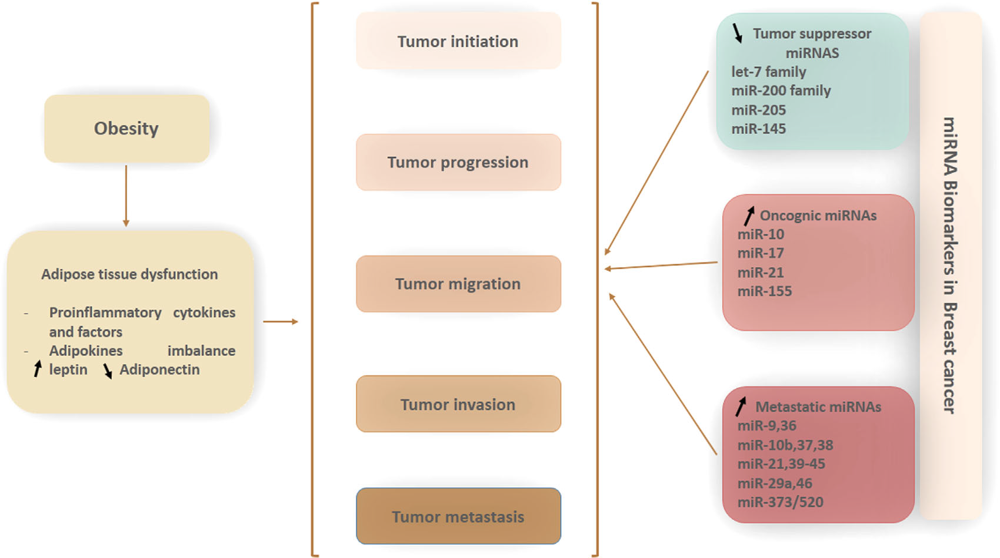 Obesity
Adipose tissue dysfunction
- Proinflammatory cytokines
and factors
- Adipokines imbalance
leptin Adiponectin
Tumor initiation
Tumor progression
Tumor migration
Tumor invasion
Tumor metastasis
Tumor suppressor
miRNAS
let-7 family
miR-200 family
miR-205
miR-145
Oncognic miRNAs
miR-10
miR-17
miR-21
miR-155
Metastatic miRNAs
miR-9,36
miR-10b,37,38
miR-21,39-45
miR-29a,46
miR-373/520
miRNA Biomarkers in Breast cancer